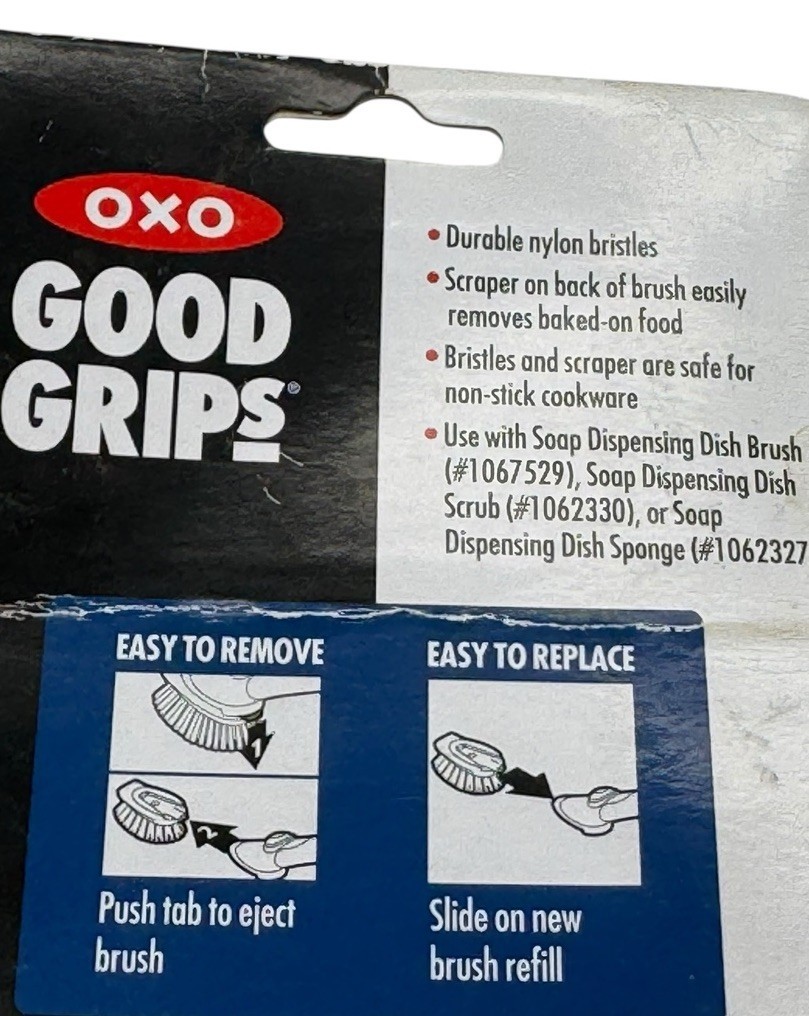 OXO
GOOD
GRIPS®
• Durable nylon bristles
• Scraper on back of brush easily
removes baked-on food
• Bristles and scraper are safe for
non-stick cookware
• Use with Soap Dispensing Dish Brush
(#1067529), Soap Dispensing Dish
Scrub (#1062330), or Soap
Dispensing Dish Sponge (#1062327
EASY TO REMOVE
1
2
Push tab to eject
brush
EASY TO REPLACE
Slide on new
brush refill